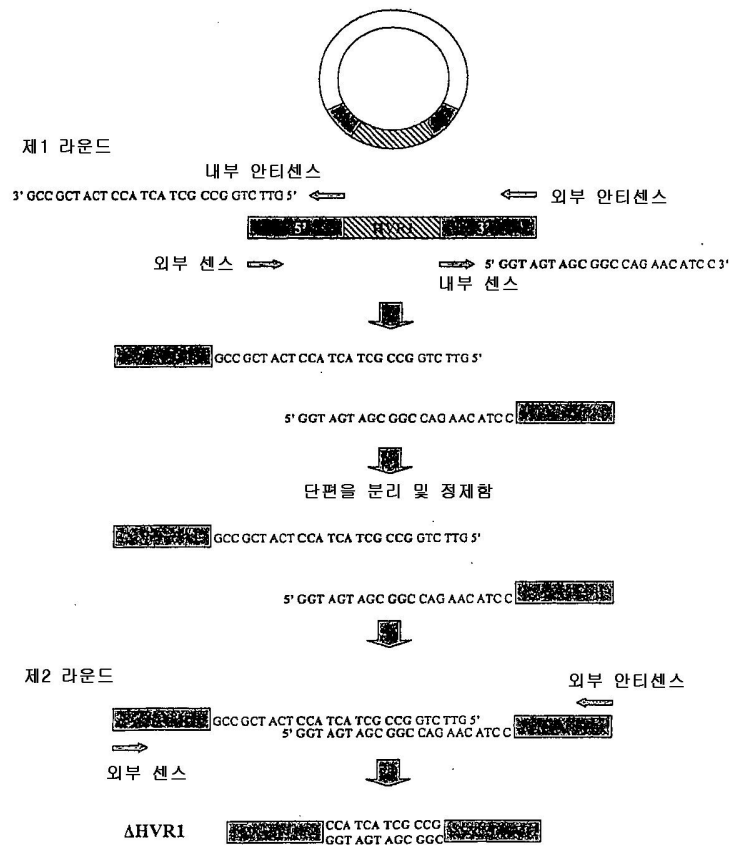 제1 라운드
내부 안티센스
3' GCC GCT ACT CCA TCA TCG CCG GTC TTG 5'
외부 안티센스
5' HVR1 3'
외부 센스
5' GGT AGT AGC GGC CAG AAC ATC C 3'
내부 센스
GCC GCT ACT CCA TCA TCG CCG GTC TTG 5'
5' GGT AGT AGC GGC CAG AAC ATC C
단편을 분리 및 정제함
GCC GCT ACT CCA TCA TCG CCG GTC TTG 5'
5' GGT AGT AGC GGC CAG AAC ATC C
제2 라운드
외부 안티센스
GCC GCT ACT CCA TCA TCG CCG GTC TTG 5'
5' GGT AGT AGC GGC CAG AAC ATC C
외부 센스
ΔHVR1
CCA TCA TCG CCG
GGT AGT AGC GGC